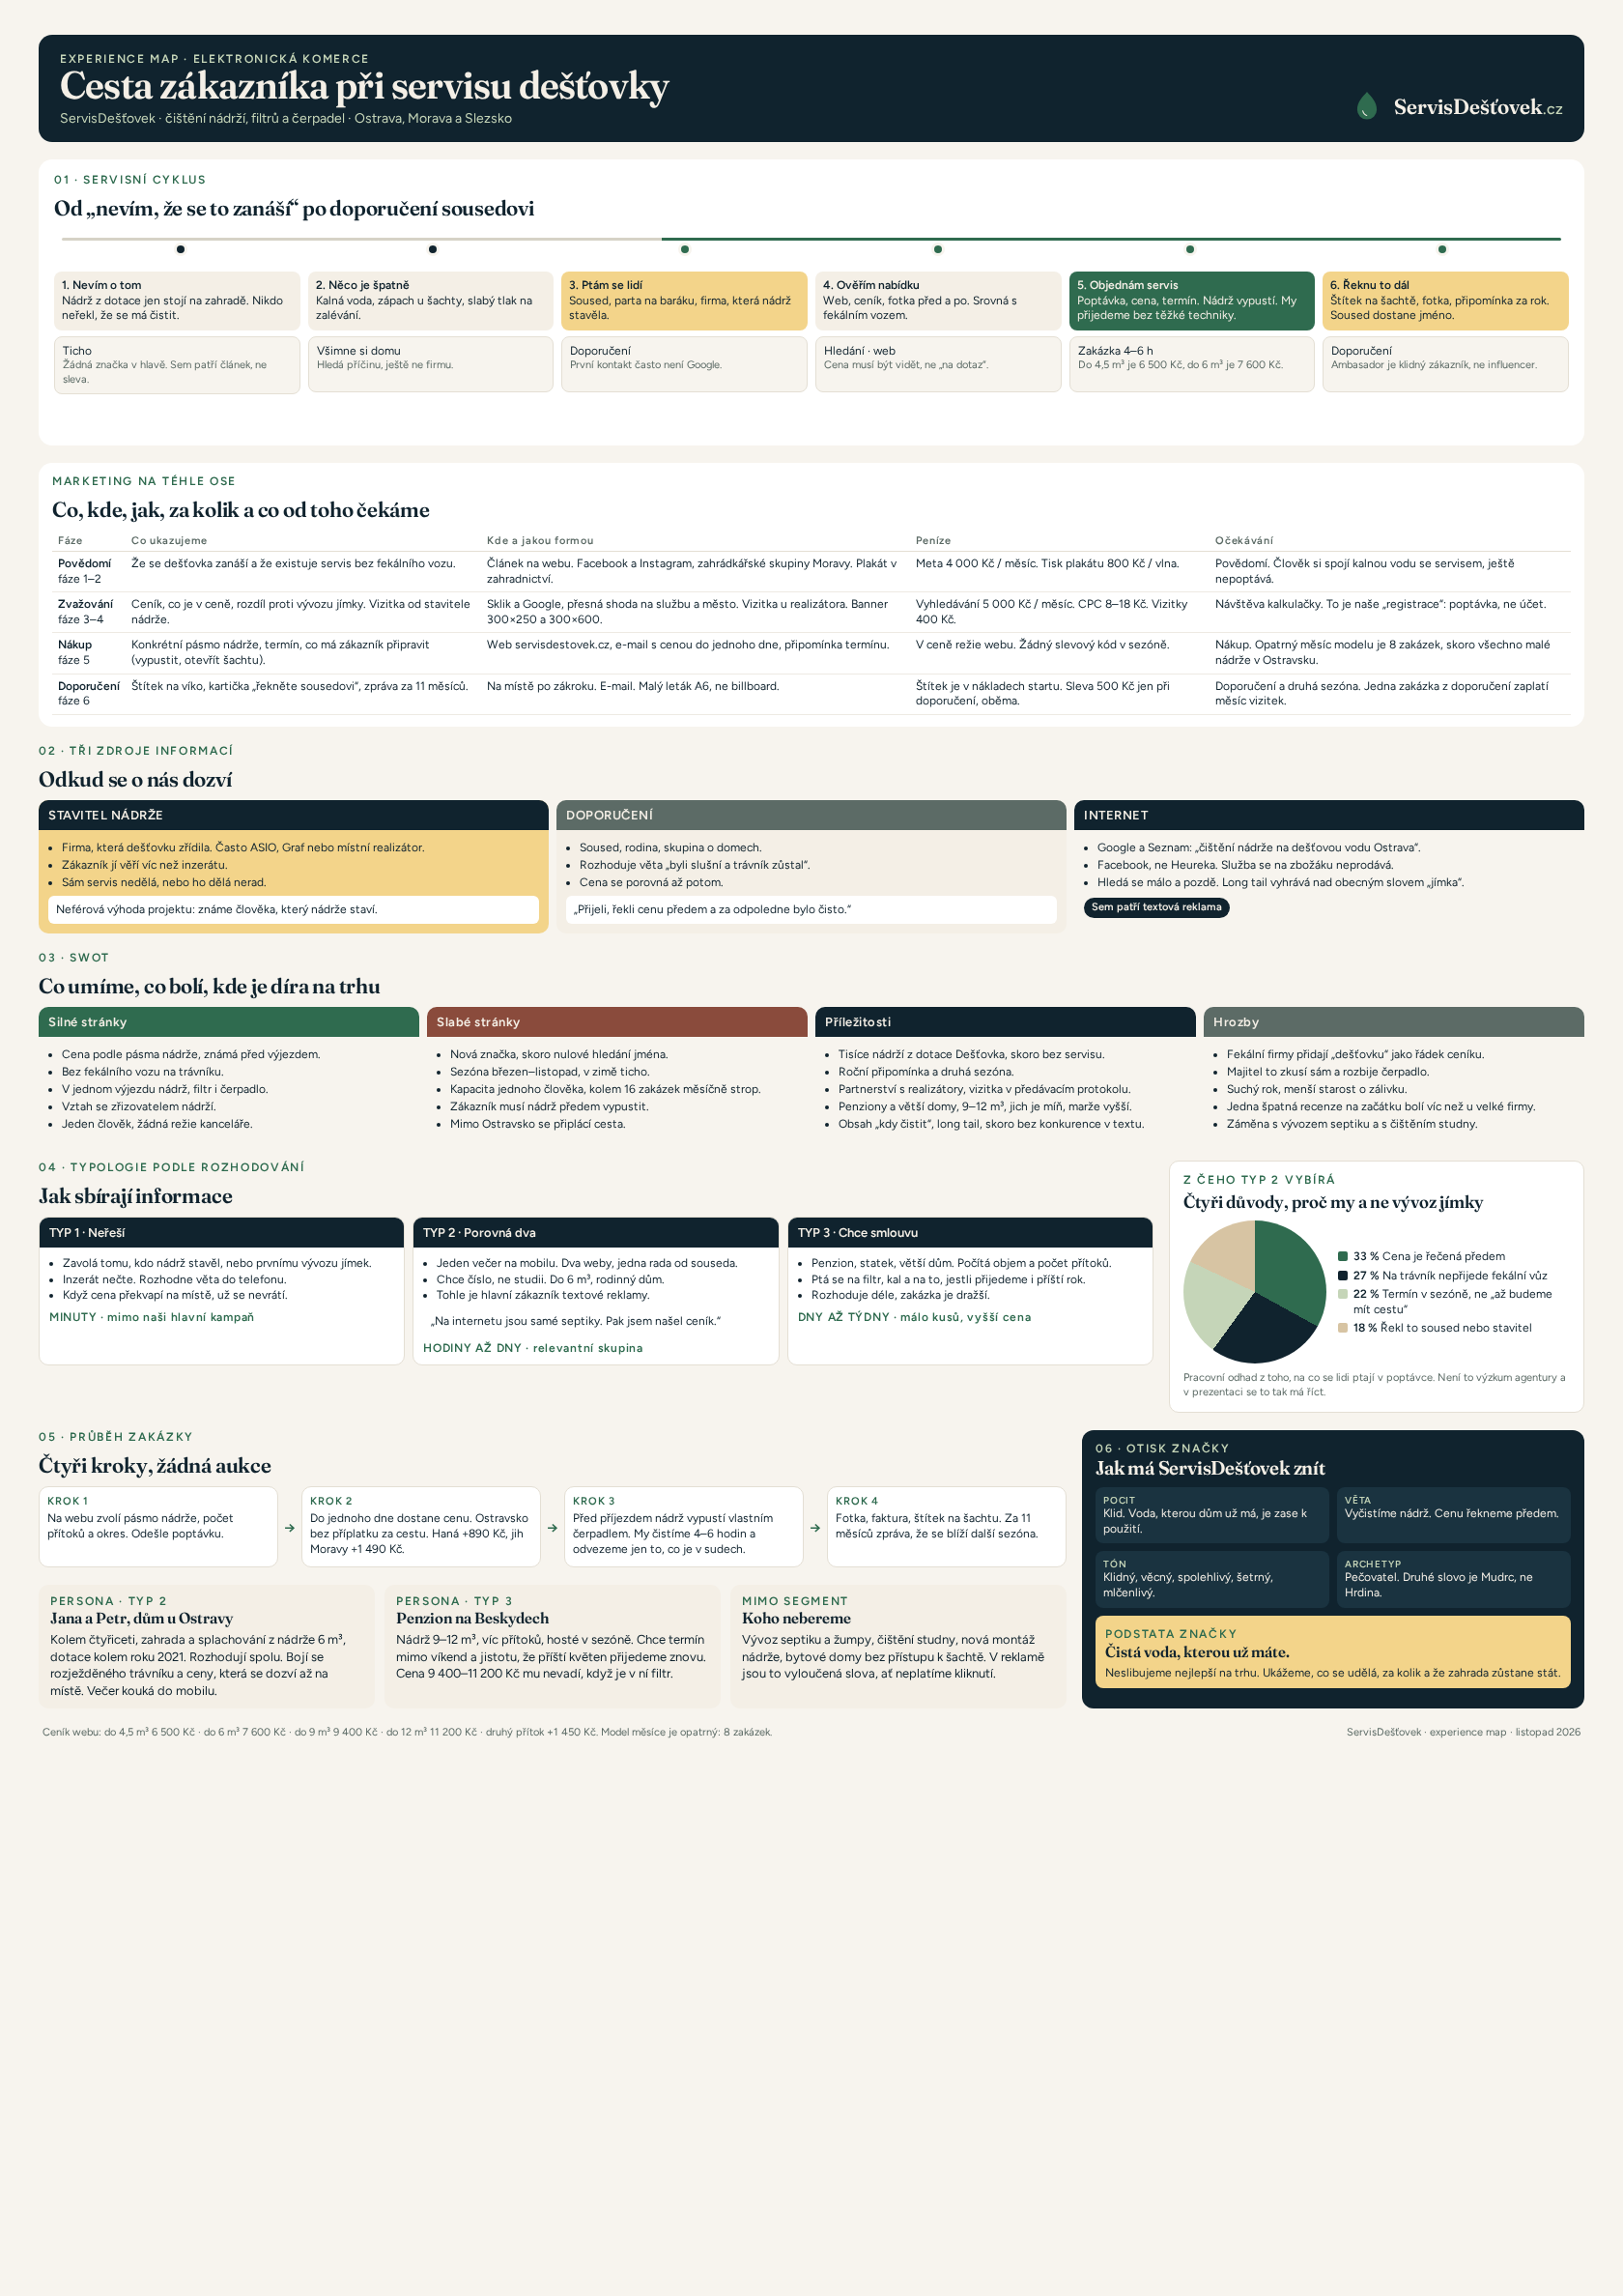 EXPERIENCE MAP · ELEKTRONICKÁ KOMERCE
Cesta zákazníka při servisu dešťovky
ServisDešťovek · čištění nádrží, filtrů a čerpadel · Ostrava, Morava a Slezsko
ServisDešťovek.cz
01 · SERVISNÍ CYKLUS
Od „nevím, že se to zanáší“ po doporučení sousedovi
1. Nevím o tom
Nádrž z dotace jen stojí na zahradě. Nikdo
neřekl, že se má čistit.
2. Něco je špatně
Kalná voda, zápach u šachty, slabý tlak na
zalévání.
3. Ptám se lidí
Soused, parta na baráku, firma, která nádrž
stavěla.
4. Ověřím nabídku
Web, ceník, fotka před a po. Srovná s
fekálním vozem.
5. Objednám servis
Poptávka, cena, termín. Nádrž vypustí. My
přijedeme bez těžké techniky.
6. Řeknu to dál
Štítek na šachtě, fotka, připomínka za rok.
Soused dostane jméno.
Ticho
Žádná značka v hlavě. Sem patří článek, ne
sleva.
Všimne si domu
Hledá příčinu, ještě ne firmu.
Doporučení
První kontakt často není Google.
Hledání · web
Cena musí být vidět, ne „na dotaz“.
Zakázka 4–6 h
Do 4,5 m³ je 6 500 Kč, do 6 m³ je 7 600 Kč.
Doporučení
Ambasador je klidný zákazník, ne influencer.
MARKETING NA TÉHLE OSE
Co, kde, jak, za kolik a co od toho čekáme
Fáze Co ukazujeme Kde a jakou formou Peníze Očekávání
Povědomí
fáze 1–2
Že se dešťovka zanáší a že existuje servis bez fekálního vozu.
Článek na webu. Facebook a Instagram, zahrádkářské skupiny Moravy. Plakát v
zahradnictví.
Meta 4 000 Kč / měsíc. Tisk plakátu 800 Kč / vlna.
Povědomí. Člověk si spojí kalnou vodu se servisem, ještě
nepoptává.
Zvažování
fáze 3–4
Ceník, co je v ceně, rozdíl proti vývozu jímky. Vizitka od stavitele
nádrže.
Sklik a Google, přesná shoda na službu a město. Vizitka u realizátora. Banner
300×250 a 300×600.
Vyhledávání 5 000 Kč / měsíc. CPC 8–18 Kč. Vizitky
400 Kč.
Návštěva kalkulačky. To je naše „registrace“: poptávka, ne účet.
Nákup
fáze 5
Konkrétní pásmo nádrže, termín, co má zákazník připravit
(vypustit, otevřít šachtu).
Web servisdestovek.cz, e-mail s cenou do jednoho dne, připomínka termínu.
V ceně režie webu. Žádný slevový kód v sezóně.
Nákup. Opatrný měsíc modelu je 8 zakázek, skoro všechno malé
nádrže v Ostravsku.
Doporučení
fáze 6
Štítek na víko, kartička „řekněte sousedovi“, zpráva za 11 měsíců.
Na místě po zákroku. E-mail. Malý leták A6, ne billboard.
Štítek je v nákladech startu. Sleva 500 Kč jen při
doporučení, oběma.
Doporučení a druhá sezóna. Jedna zakázka z doporučení zaplatí
měsíc vizitek.
02 · TŘI ZDROJE INFORMACÍ
Odkud se o nás dozví
STAVITEL NÁDRŽE
• Firma, která dešťovku zřídila. Často ASIO, Graf nebo místní realizátor.
• Zákazník jí věří víc než inzerátu.
• Sám servis nedělá, nebo ho dělá nerad.
Neférová výhoda projektu: známe člověka, který nádrže staví.
DOPORUČENÍ
• Soused, rodina, skupina o domech.
• Rozhoduje věta „byli slušní a trávník zůstal“.
• Cena se porovná až potom.
„Přijeli, řekli cenu předem a za odpoledne bylo čisto.“
INTERNET
• Google a Seznam: „čištění nádrže na dešťovou vodu Ostrava“.
• Facebook, ne Heureka. Služba se na zbožáku neprodává.
• Hledá se málo a pozdě. Long tail vyhrává nad obecným slovem „jímka“.
Sem patří textová reklama
03 · SWOT
Co umíme, co bolí, kde je díra na trhu
Silné stránky
• Cena podle pásma nádrže, známá před výjezdem.
• Bez fekálního vozu na trávníku.
• V jednom výjezdu nádrž, filtr i čerpadlo.
• Vztah se zřizovatelem nádrží.
• Jeden člověk, žádná režie kanceláře.
Slabé stránky
• Nová značka, skoro nulové hledání jména.
• Sezóna březen–listopad, v zimě ticho.
• Kapacita jednoho člověka, kolem 16 zakázek měsíčně strop.
• Zákazník musí nádrž předem vypustit.
• Mimo Ostravsko se připlácí cesta.
Příležitosti
• Tisíce nádrží z dotace Dešťovka, skoro bez servisu.
• Roční připomínka a druhá sezóna.
• Partnerství s realizátory, vizitka v předávacím protokolu.
• Penziony a větší domy, 9–12 m³, jich je míň, marže vyšší.
• Obsah „kdy čistit“, long tail, skoro bez konkurence v textu.
Hrozby
• Fekální firmy přidají „dešťovku“ jako řádek ceníku.
• Majitel to zkusí sám a rozbije čerpadlo.
• Suchý rok, menší starost o zálivku.
• Jedna špatná recenze na začátku bolí víc než u velké firmy.
• Záměna s vývozem septiku a s čištěním studny.
04 · TYPOLOGIE PODLE ROZHODOVÁNÍ
Jak sbírají informace
TYP 1 · Neřeší
• Zavolá tomu, kdo nádrž stavěl, nebo prvnímu vývozu jímek.
• Inzerát nečte. Rozhodne věta do telefonu.
• Když cena překvapí na místě, už se nevrátí.
MINUTY · mimo naši hlavní kampaň
TYP 2 · Porovná dva
• Jeden večer na mobilu. Dva weby, jedna rada od souseda.
• Chce číslo, ne studii. Do 6 m³, rodinný dům.
• Tohle je hlavní zákazník textové reklamy.
„Na internetu jsou samé septiky. Pak jsem našel ceník.“
HODINY AŽ DNY · relevantní skupina
TYP 3 · Chce smlouvu
• Penzion, statek, větší dům. Počítá objem a počet přítoků.
• Ptá se na filtr, kal a na to, jestli přijedeme i příští rok.
• Rozhoduje déle, zakázka je dražší.
DNY AŽ TÝDNY · málo kusů, vyšší cena
Z ČEHO TYP 2 VYBÍRÁ
Čtyři důvody, proč my a ne vývoz jímky
33 % Cena je řečená předem
27 % Na trávník nepřijede fekální vůz
22 % Termín v sezóně, ne „až budeme
mít cestu“
18 % Řekl to soused nebo stavitel
Pracovní odhad z toho, na co se lidi ptají v poptávce. Není to výzkum agentury a
v prezentaci se to tak má říct.
05 · PRŮBĚH ZAKÁZKY
Čtyři kroky, žádná aukce
KROK 1
Na webu zvolí pásmo nádrže, počet
přítoků a okres. Odešle poptávku.
→
KROK 2
Do jednoho dne dostane cenu. Ostravsko
bez příplatku za cestu. Haná +890 Kč, jih
Moravy +1 490 Kč.
→
KROK 3
Před příjezdem nádrž vypustí vlastním
čerpadlem. My čistíme 4–6 hodin a
odvezeme jen to, co je v sudech.
→
KROK 4
Fotka, faktura, štítek na šachtu. Za 11
měsíců zpráva, že se blíží další sezóna.
PERSONA · TYP 2
Jana a Petr, dům u Ostravy
Kolem čtyřiceti, zahrada a splachování z nádrže 6 m³,
dotace kolem roku 2021. Rozhodují spolu. Bojí se
rozježděného trávníku a ceny, která se dozví až na
místě. Večer kouká do mobilu.
PERSONA · TYP 3
Penzion na Beskydech
Nádrž 9–12 m³, víc přítoků, hosté v sezóně. Chce termín
mimo víkend a jistotu, že příští květen přijedeme znovu.
Cena 9 400–11 200 Kč mu nevadí, když je v ní filtr.
MIMO SEGMENT
Koho nebereme
Vývoz septiku a žumpy, čištění studny, nová montáž
nádrže, bytové domy bez přístupu k šachtě. V reklamě
jsou to vyloučená slova, ať neplatíme kliknutí.
06 · OTISK ZNAČKY
Jak má ServisDešťovek znít
POCIT
Klid. Voda, kterou dům už má, je zase k
použití.
VĚTA
Vyčistíme nádrž. Cenu řekneme předem.
TÓN
Klidný, věcný, spolehlivý, šetrný,
mlčenlivý.
ARCHETYP
Pečovatel. Druhé slovo je Mudrc, ne
Hrdina.
PODSTATA ZNAČKY
Čistá voda, kterou už máte.
Neslibujeme nejlepší na trhu. Ukážeme, co se udělá, za kolik a že zahrada zůstane stát.
Ceník webu: do 4,5 m³ 6 500 Kč · do 6 m³ 7 600 Kč · do 9 m³ 9 400 Kč · do 12 m³ 11 200 Kč · druhý přítok +1 450 Kč. Model měsíce je opatrný: 8 zakázek.
ServisDešťovek · experience map · listopad 2026